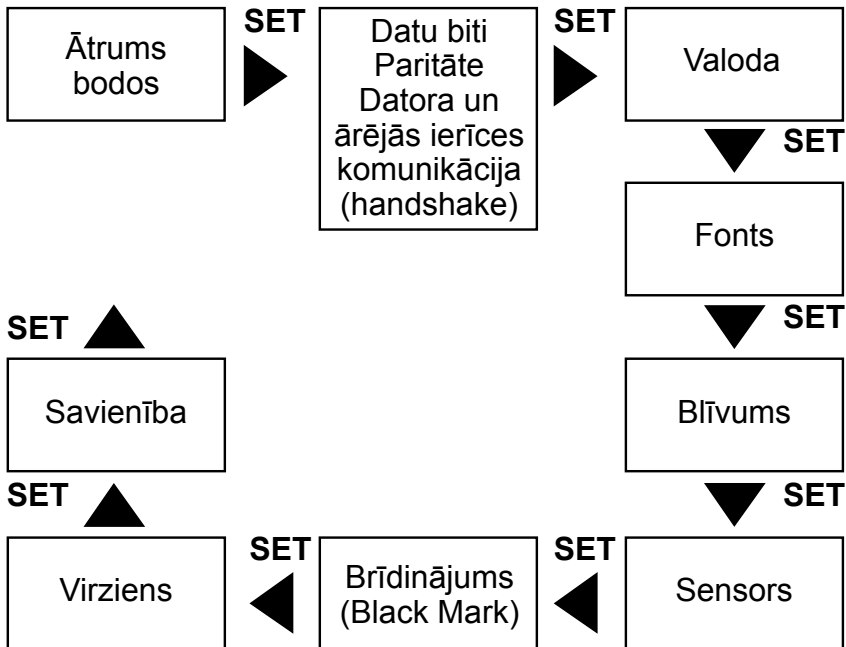 Ātrums
bodos
SET
Datu biti
Paritāte
Datora un
ārējās ierīces
komunikācija
(handshake)
SET
Valoda
SET
Fonts
SET
Blīvums
SET
Sensors
SET
Brīdinājums
(Black Mark)
SET
Virziens
SET
Savienība
SET